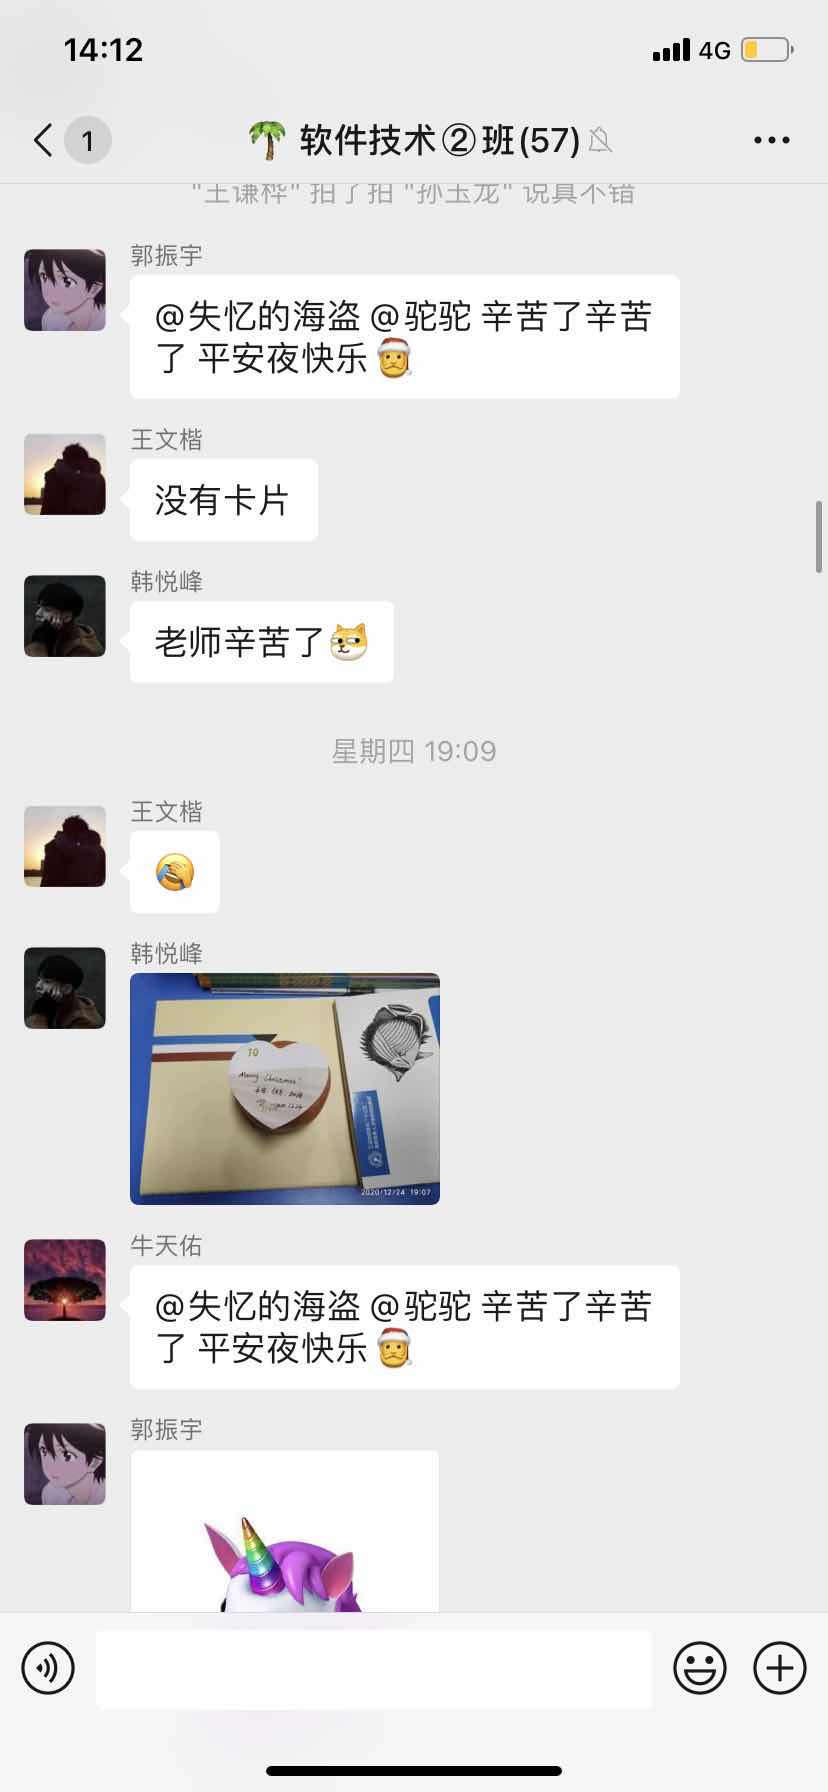 14:12
4G
1
🌴 软件技术②班(57)
"王谦桦" 拍了拍 "孙玉龙" 说真不错
郭振宇
@失忆的海盗 @驼驼 辛苦了辛苦
了 平安夜快乐
王文楷
没有卡片
韩悦峰
老师辛苦了
星期四 19:09
王文楷
韩悦峰
10
Merry Christmas
2020/12/24 19:07
牛天佑
@失忆的海盗 @驼驼 辛苦了辛苦
了 平安夜快乐
郭振宇